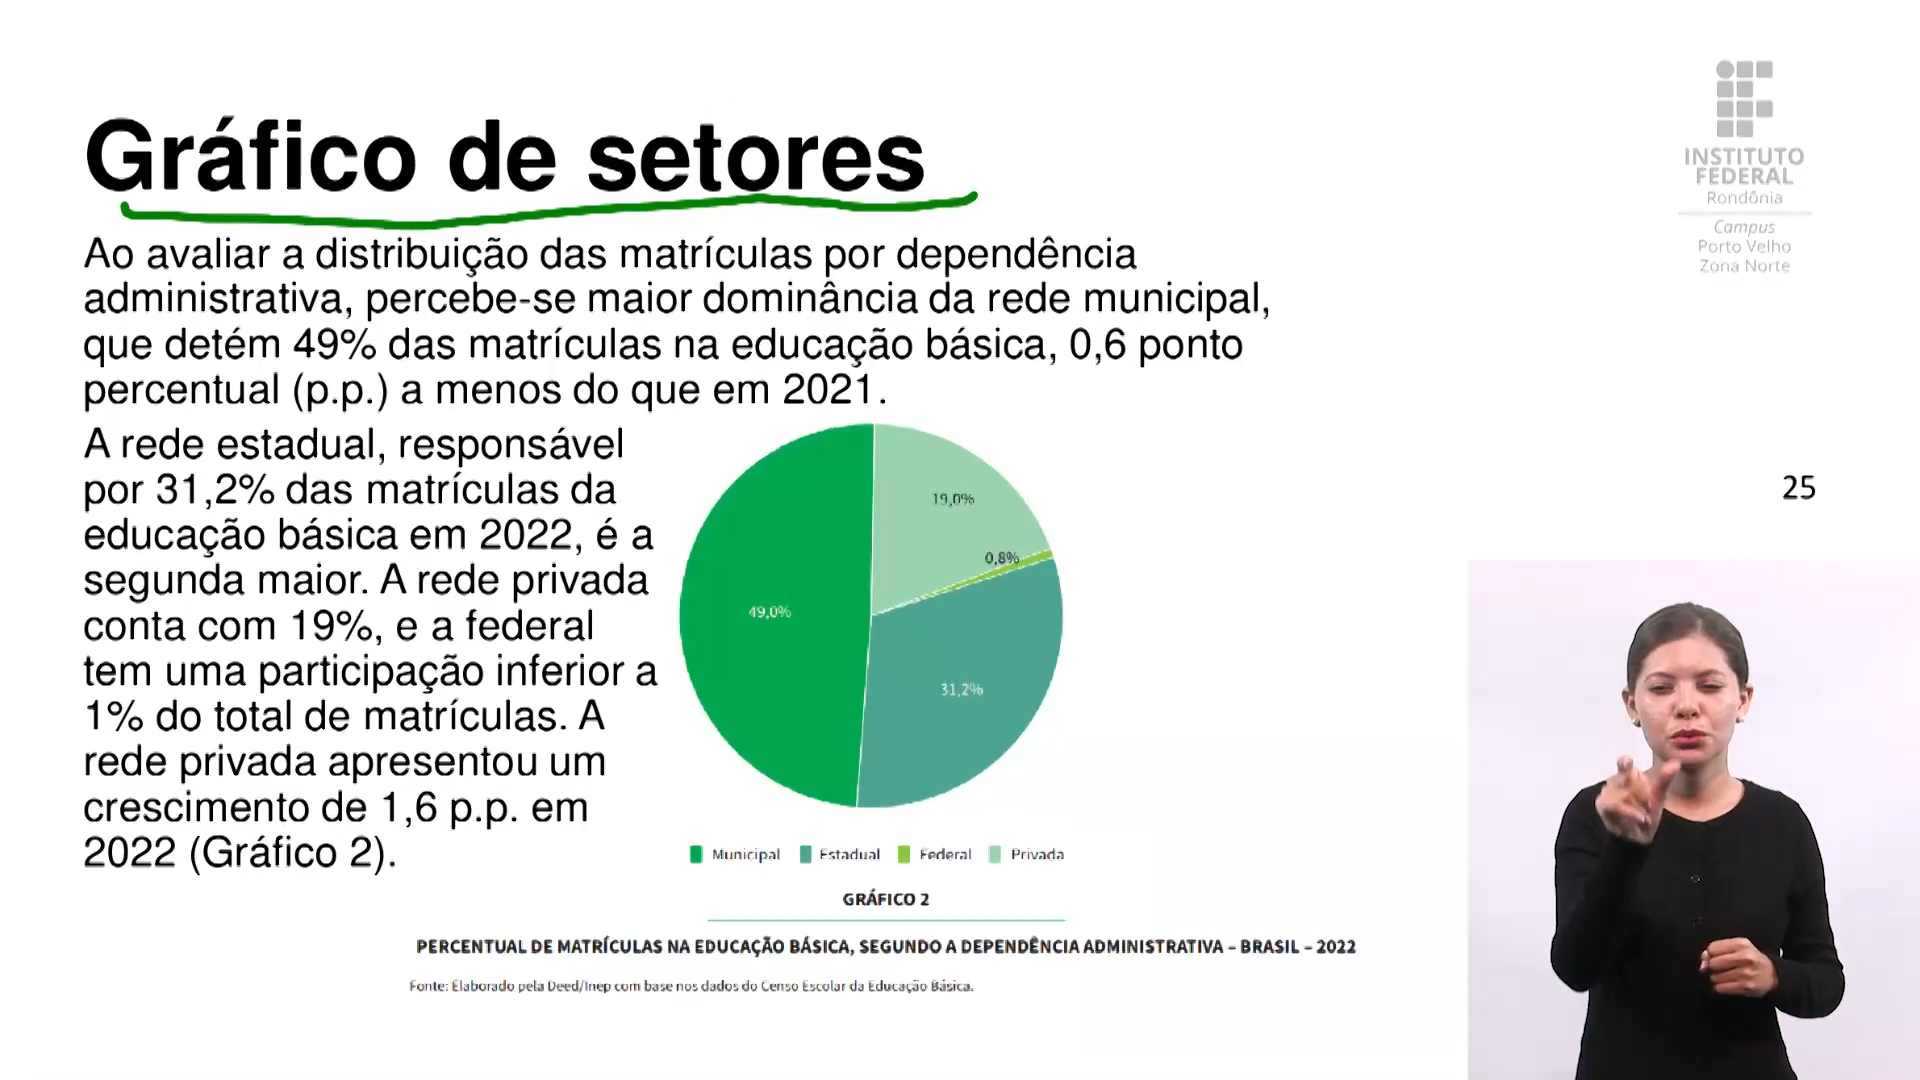 Gráfico de setores
INSTITUTO
FEDERAL
Rondônia
Campus
Porto Velho
Zona Norte
Ao avaliar a distribuição das matrículas por dependência
administrativa, percebe-se maior dominância da rede municipal,
que detém 49% das matrículas na educação básica, 0,6 ponto
percentual (p.p.) a menos do que em 2021.
A rede estadual, responsável
por 31,2% das matrículas da
educação básica em 2022, é a
segunda maior. A rede privada
conta com 19%, e a federal
tem uma participação inferior a
1% do total de matrículas. A
rede privada apresentou um
crescimento de 1,6 p.p. em
2022 (Gráfico 2).
19,0%
0,8%
49,0%
31,2%
25
Municipal Estadual Federal Privada
GRÁFICO 2
PERCENTUAL DE MATRÍCULAS NA EDUCAÇÃO BÁSICA, SEGUNDO A DEPENDÊNCIA ADMINISTRATIVA – BRASIL – 2022
Fonte: Elaborado pela Deed/Inep com base nos dados do Censo Escolar da Educação Básica.